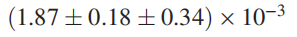 (1.87 ± 0.18 ± 0.34) × 10⁻³